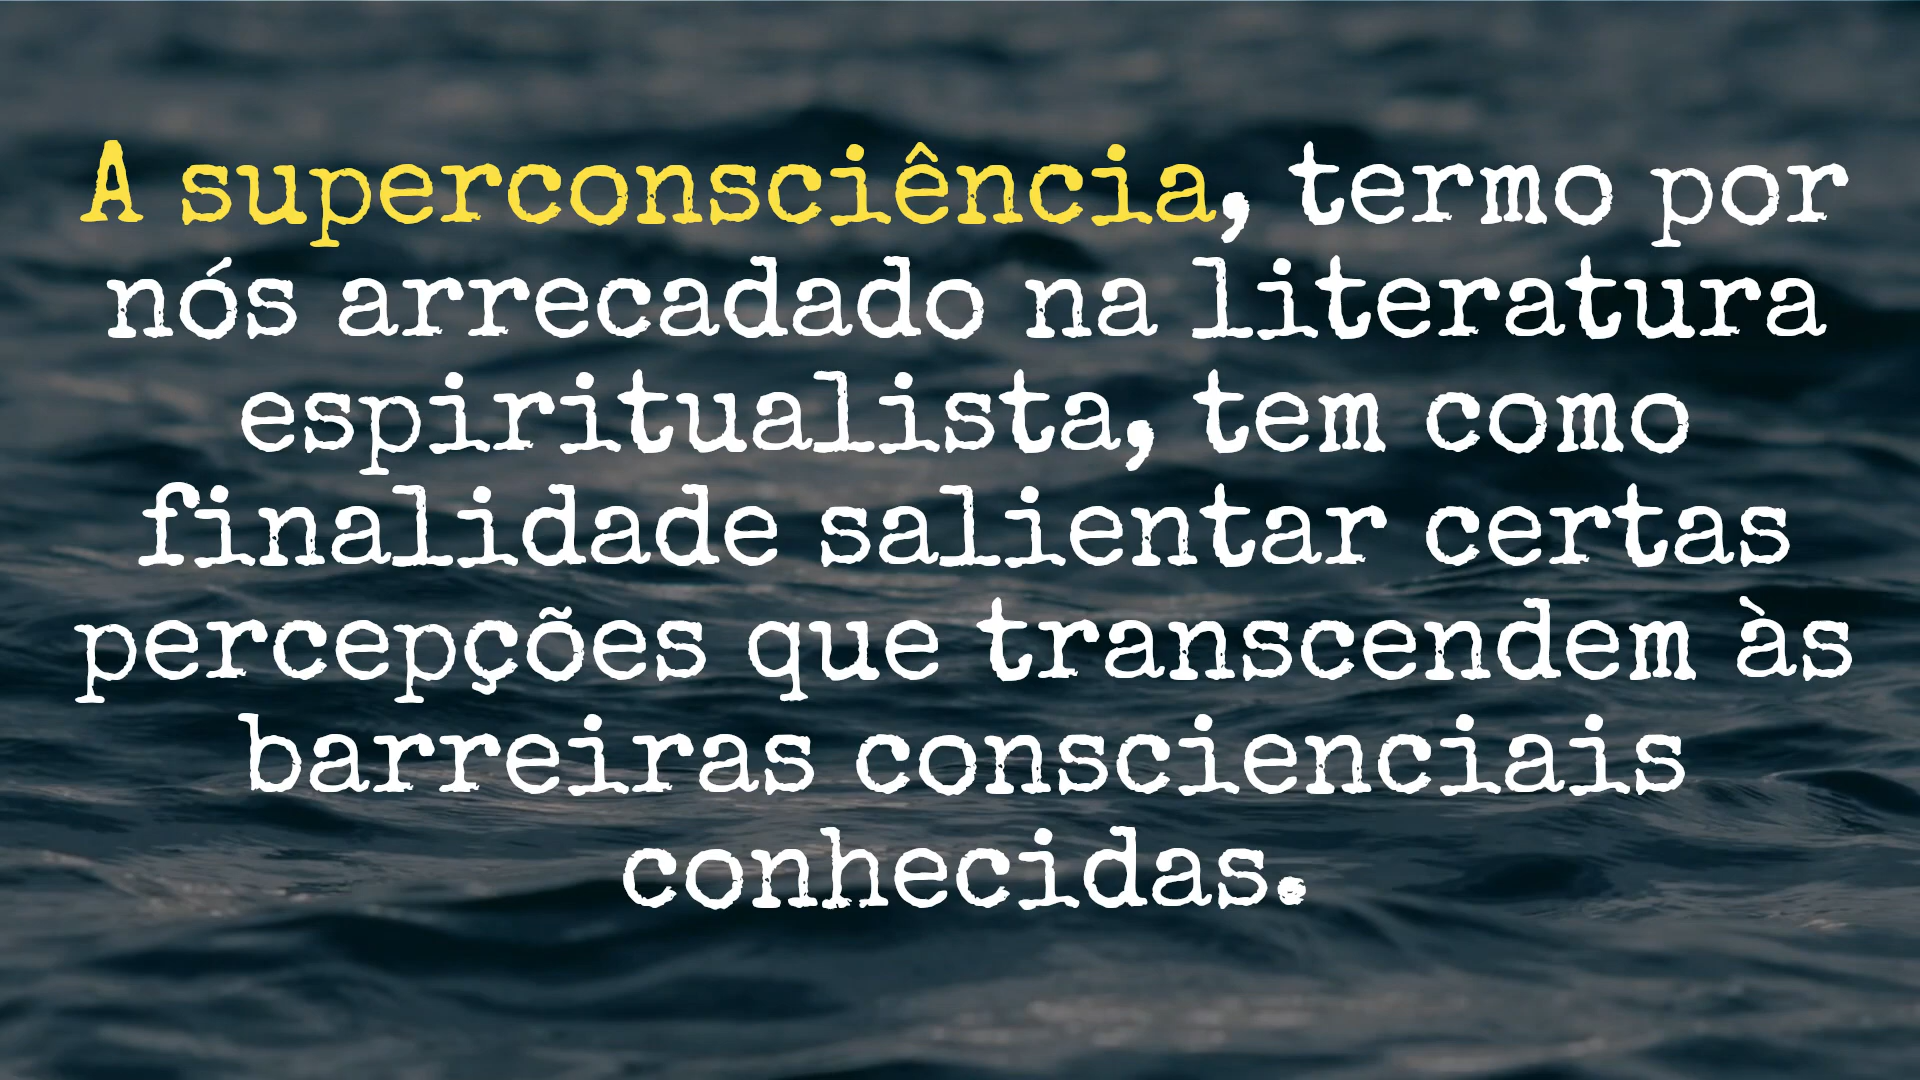 A superconsciência, termo por
nós arrecadado na literatura
espiritualista, tem como
finalidade salientar certas
percepções que transcendem às
barreiras conscienciais
conhecidas.